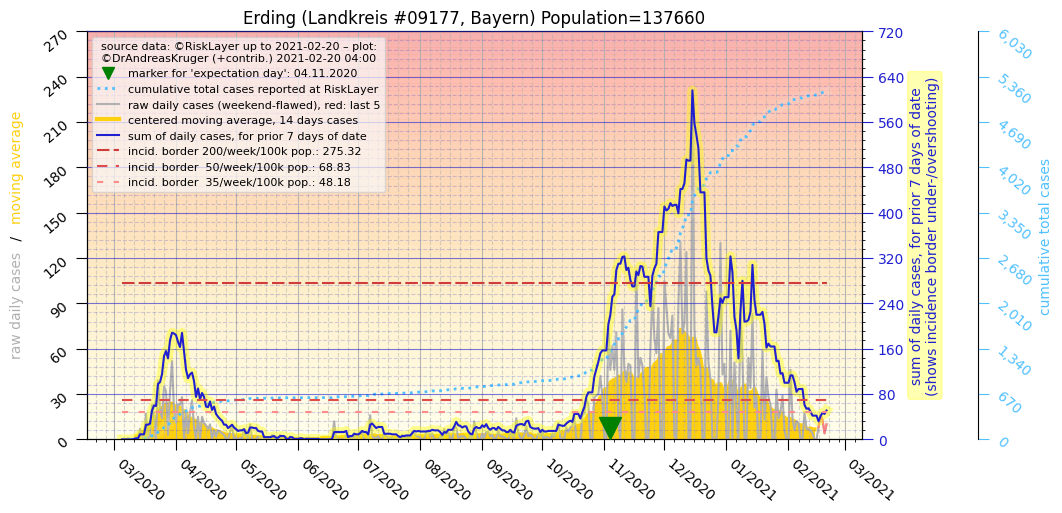 Erding (Landkreis #09177, Bayern) Population=137660
source data: ©RiskLayer up to 2021-02-20 – plot:
©DrAndreasKruger (+contrib.) 2021-02-20 04:00
marker for 'expectation day': 04.11.2020
cumulative total cases reported at RiskLayer
raw daily cases (weekend-flawed), red: last 5
centered moving average, 14 days cases
sum of daily cases, for prior 7 days of date
incid. border 200/week/100k pop.: 275.32
incid. border  50/week/100k pop.: 68.83
incid. border  35/week/100k pop.: 48.18
raw daily cases / moving average
270
240
210
180
150
120
90
60
30
0
03/2020
04/2020
05/2020
06/2020
07/2020
08/2020
09/2020
10/2020
11/2020
12/2020
01/2021
02/2021
03/2021
720
640
560
480
400
320
240
160
80
0
sum of daily cases, for prior 7 days of date
(shows incidence border under-/overshooting)
6,030
5,360
4,690
4,020
3,350
2,680
2,010
1,340
670
0
cumulative total cases